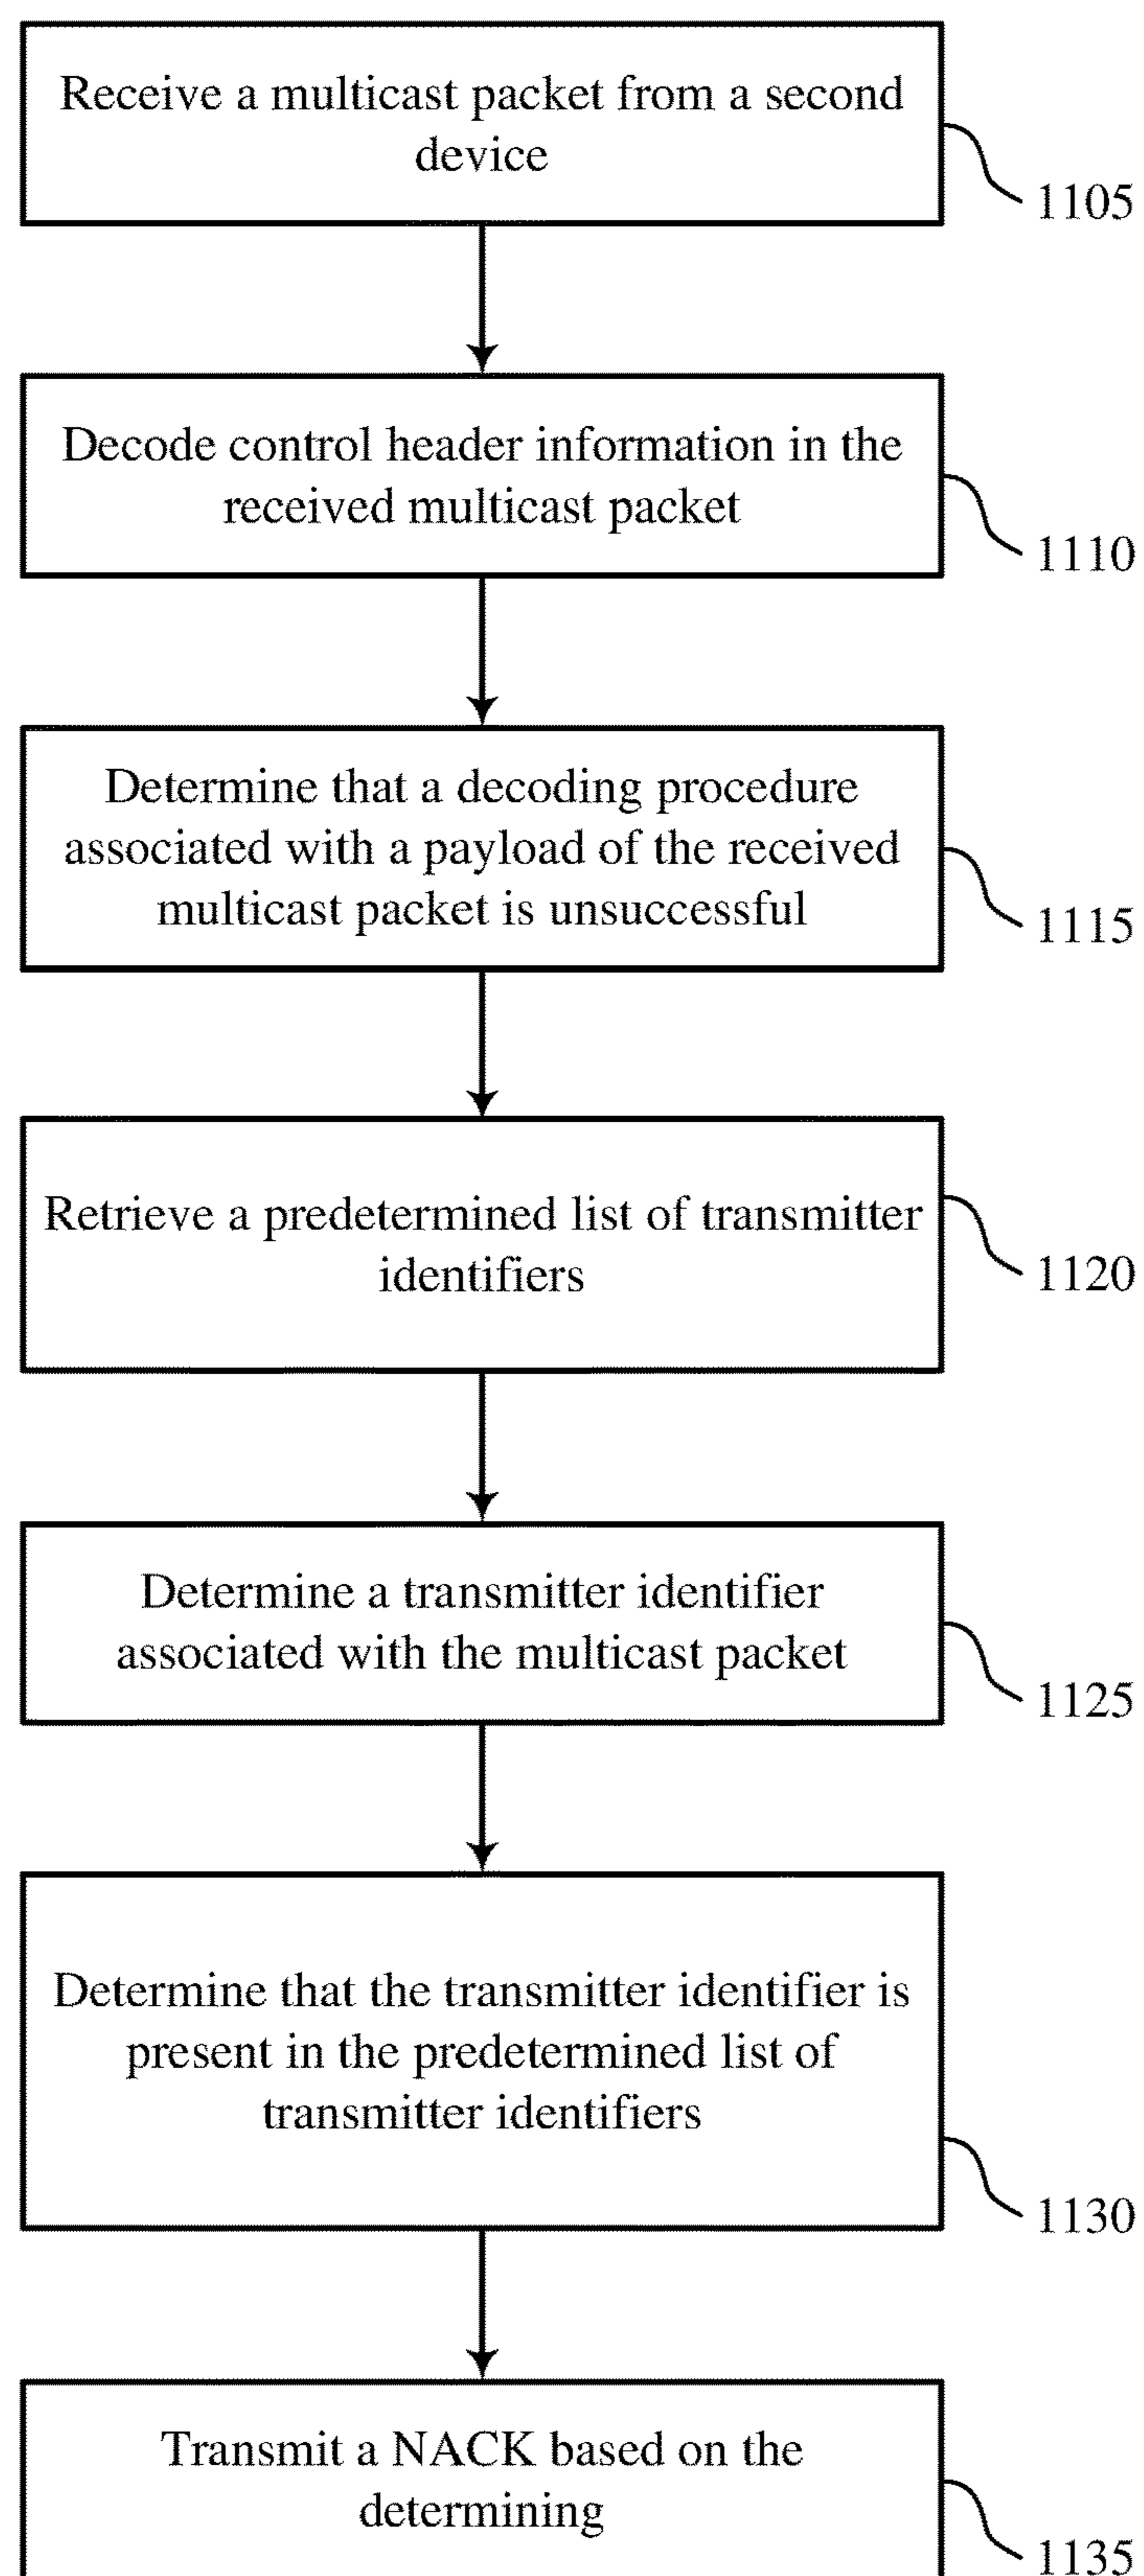 Receive a multicast packet from a second
device
1105
Decode control header information in the
received multicast packet
1110
Determine that a decoding procedure
associated with a payload of the received
multicast packet is unsuccessful
1115
Retrieve a predetermined list of transmitter
identifiers
1120
Determine a transmitter identifier
associated with the multicast packet
1125
Determine that the transmitter identifier is
present in the predetermined list of
transmitter identifiers
1130
Transmit a NACK based on the
determining
1135